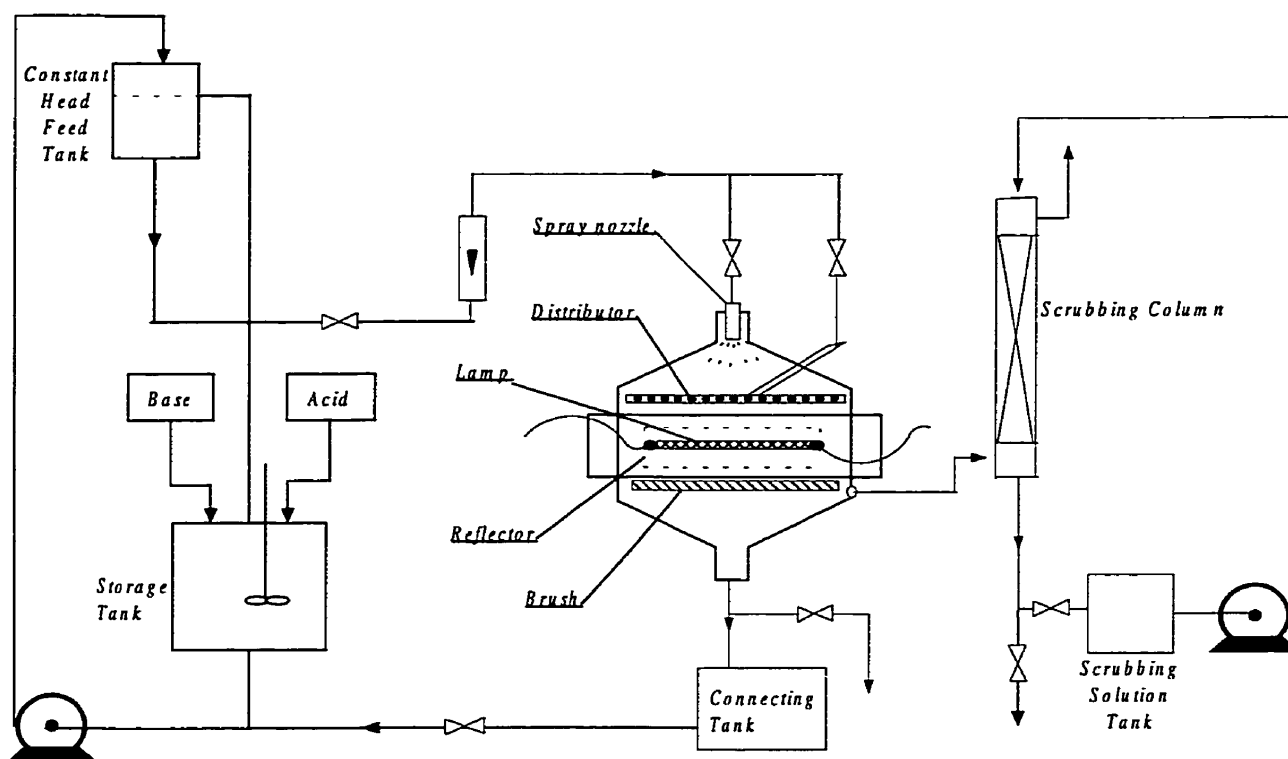 Constant
Head
Feed
Tank
Spray nozzle
Distributor
Scrubbing Column
Lamp
Base
Acid
Reflector
Storage
Tank
Brush
Connecting
Tank
Scrubbing
Solution
Tank